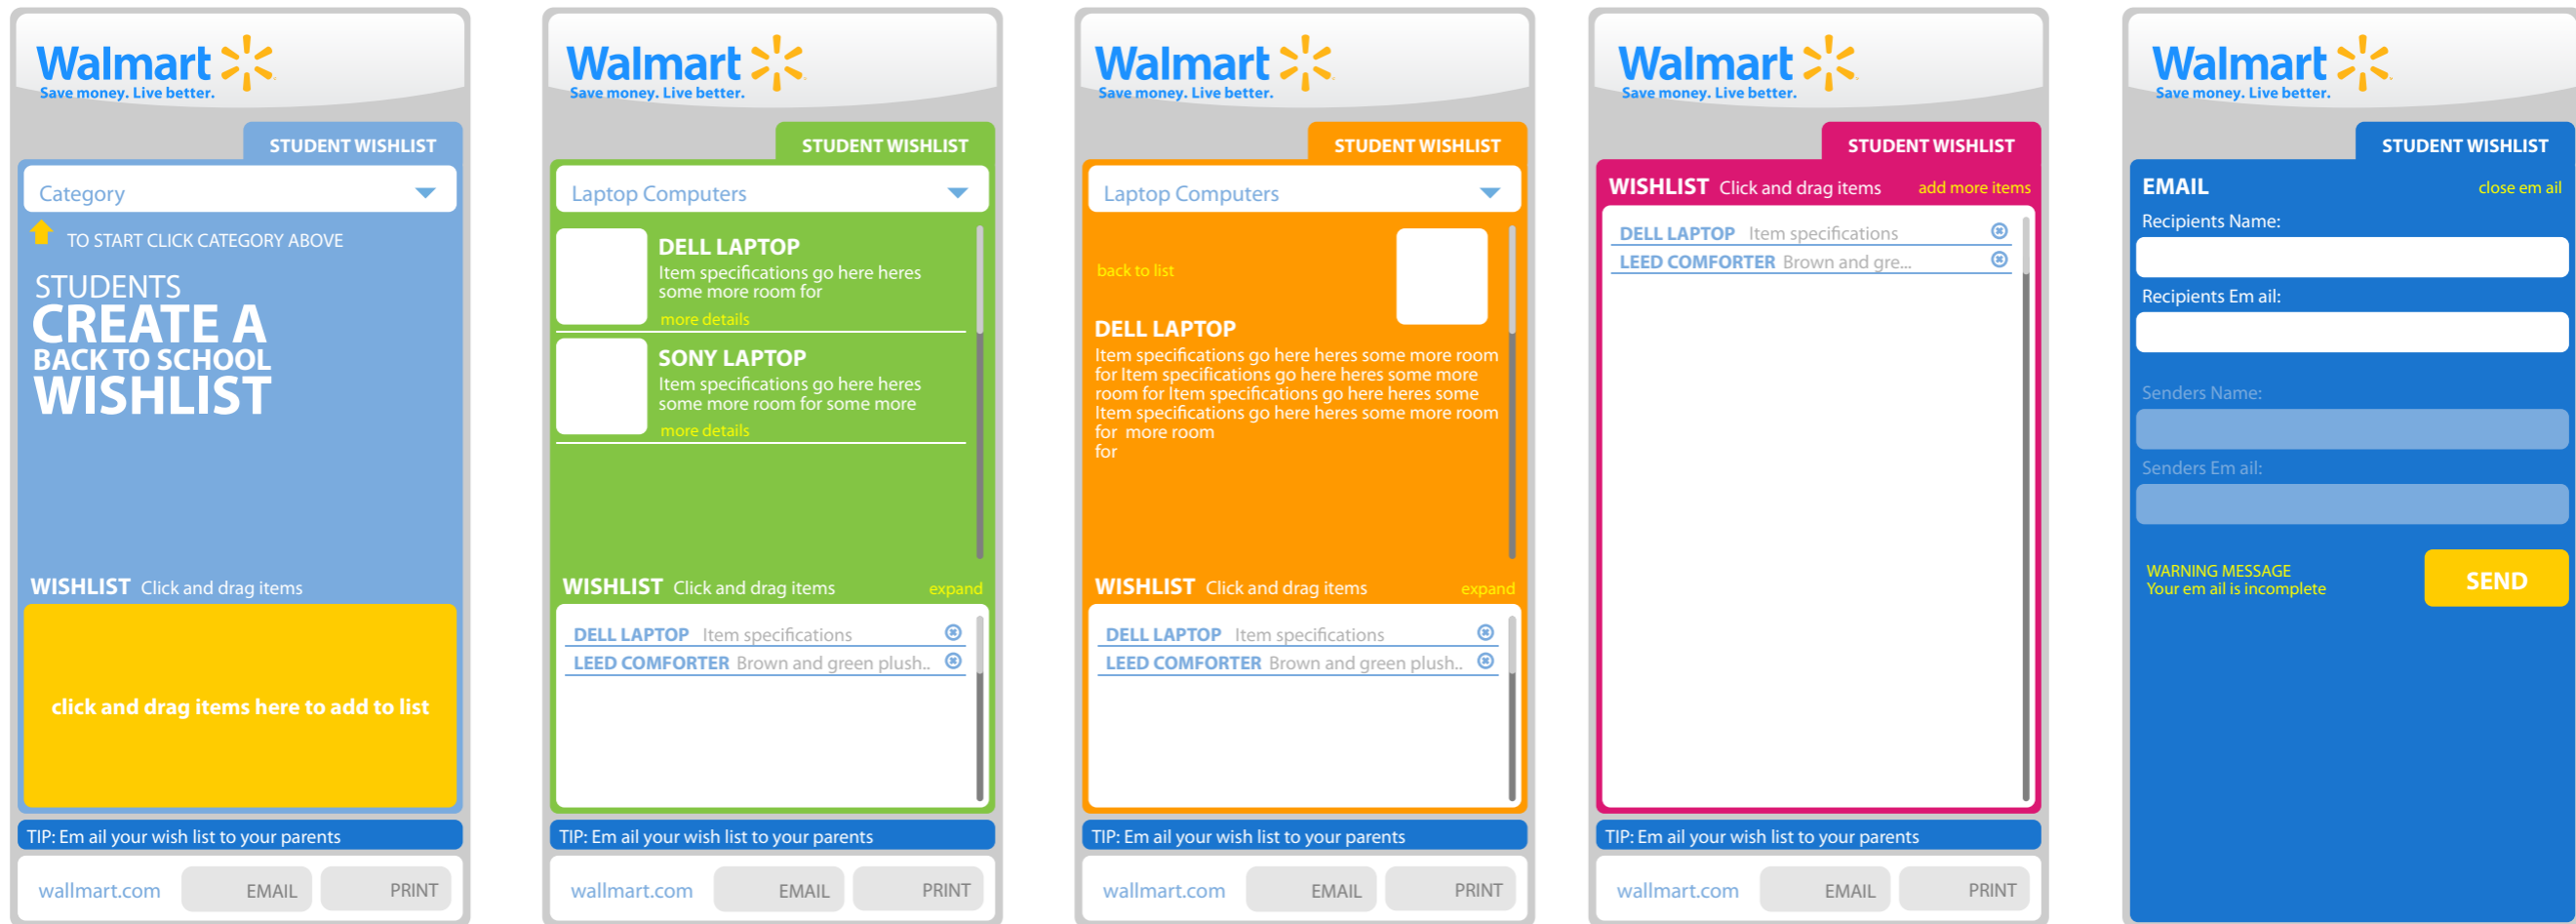 Walmart
Save money. Live better.
STUDENT WISHLIST
Category
TO START CLICK CATEGORY ABOVE
STUDENTS
CREATE A
BACK TO SCHOOL
WISHLIST
WISHLIST Click and drag items
click and drag items here to add to list
TIP: Em ail your wish list to your parents
wallmart.com EMAIL PRINT
Walmart
Save money. Live better.
STUDENT WISHLIST
Laptop Computers
DELL LAPTOP
Item specifications go here heres
some more room for
more details
SONY LAPTOP
Item specifications go here heres
some more room for some more
more details
WISHLIST Click and drag items expand
DELL LAPTOP Item specifications
LEED COMFORTER Brown and green plush..
TIP: Em ail your wish list to your parents
wallmart.com EMAIL PRINT
Walmart
Save money. Live better.
STUDENT WISHLIST
Laptop Computers
back to list
DELL LAPTOP
Item specifications go here heres some more room
for Item specifications go here heres some more
room for Item specifications go here heres some
Item specifications go here heres some more room
for more room
for
WISHLIST Click and drag items expand
DELL LAPTOP Item specifications
LEED COMFORTER Brown and green plush..
TIP: Em ail your wish list to your parents
wallmart.com EMAIL PRINT
Walmart
Save money. Live better.
STUDENT WISHLIST
WISHLIST Click and drag items add more items
DELL LAPTOP Item specifications
LEED COMFORTER Brown and gre...
TIP: Em ail your wish list to your parents
wallmart.com EMAIL PRINT
Walmart
Save money. Live better.
STUDENT WISHLIST
EMAIL close em ail
Recipients Name:
Recipients Em ail:
Senders Name:
Senders Em ail:
WARNING MESSAGE
Your em ail is incomplete
SEND